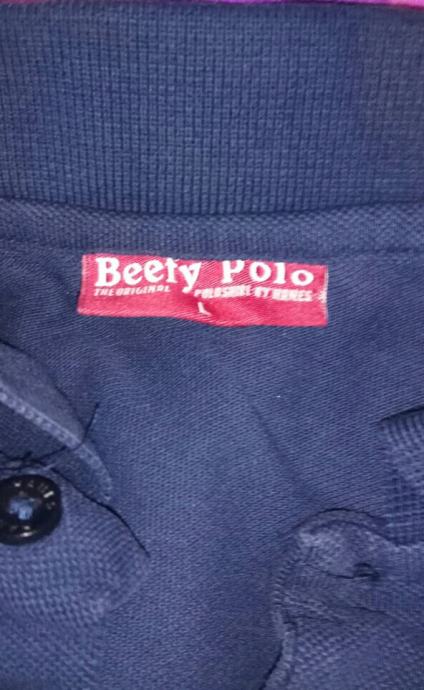 Beefy Polo
THE ORIGINAL POLOSHIRT BY HANES
L